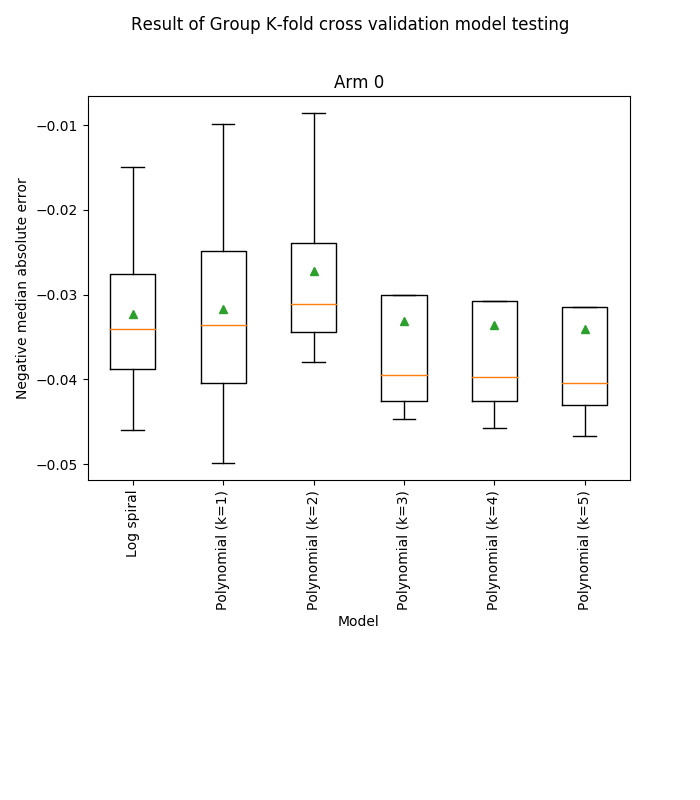 Result of Group K-fold cross validation model testing
Arm 0
Negative median absolute error
−0.01
−0.02
−0.03
−0.04
−0.05
Log spiral
Polynomial (k=1)
Polynomial (k=2)
Polynomial (k=3)
Polynomial (k=4)
Polynomial (k=5)
Model